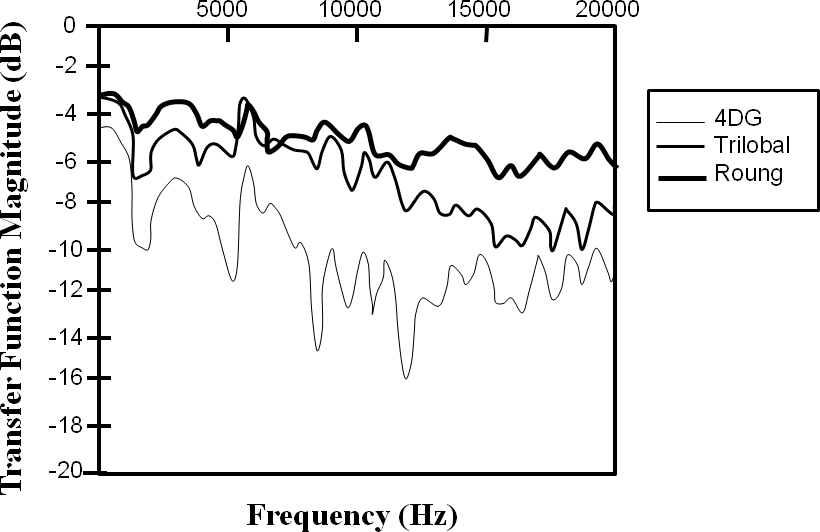 5000 10000 15000 20000
0
-2
-4
-6
-8
-10
-12
-14
-16
-18
-20
Transfer Function Magnitude (dB)
Frequency (Hz)
4DG
Trilobal
Roung